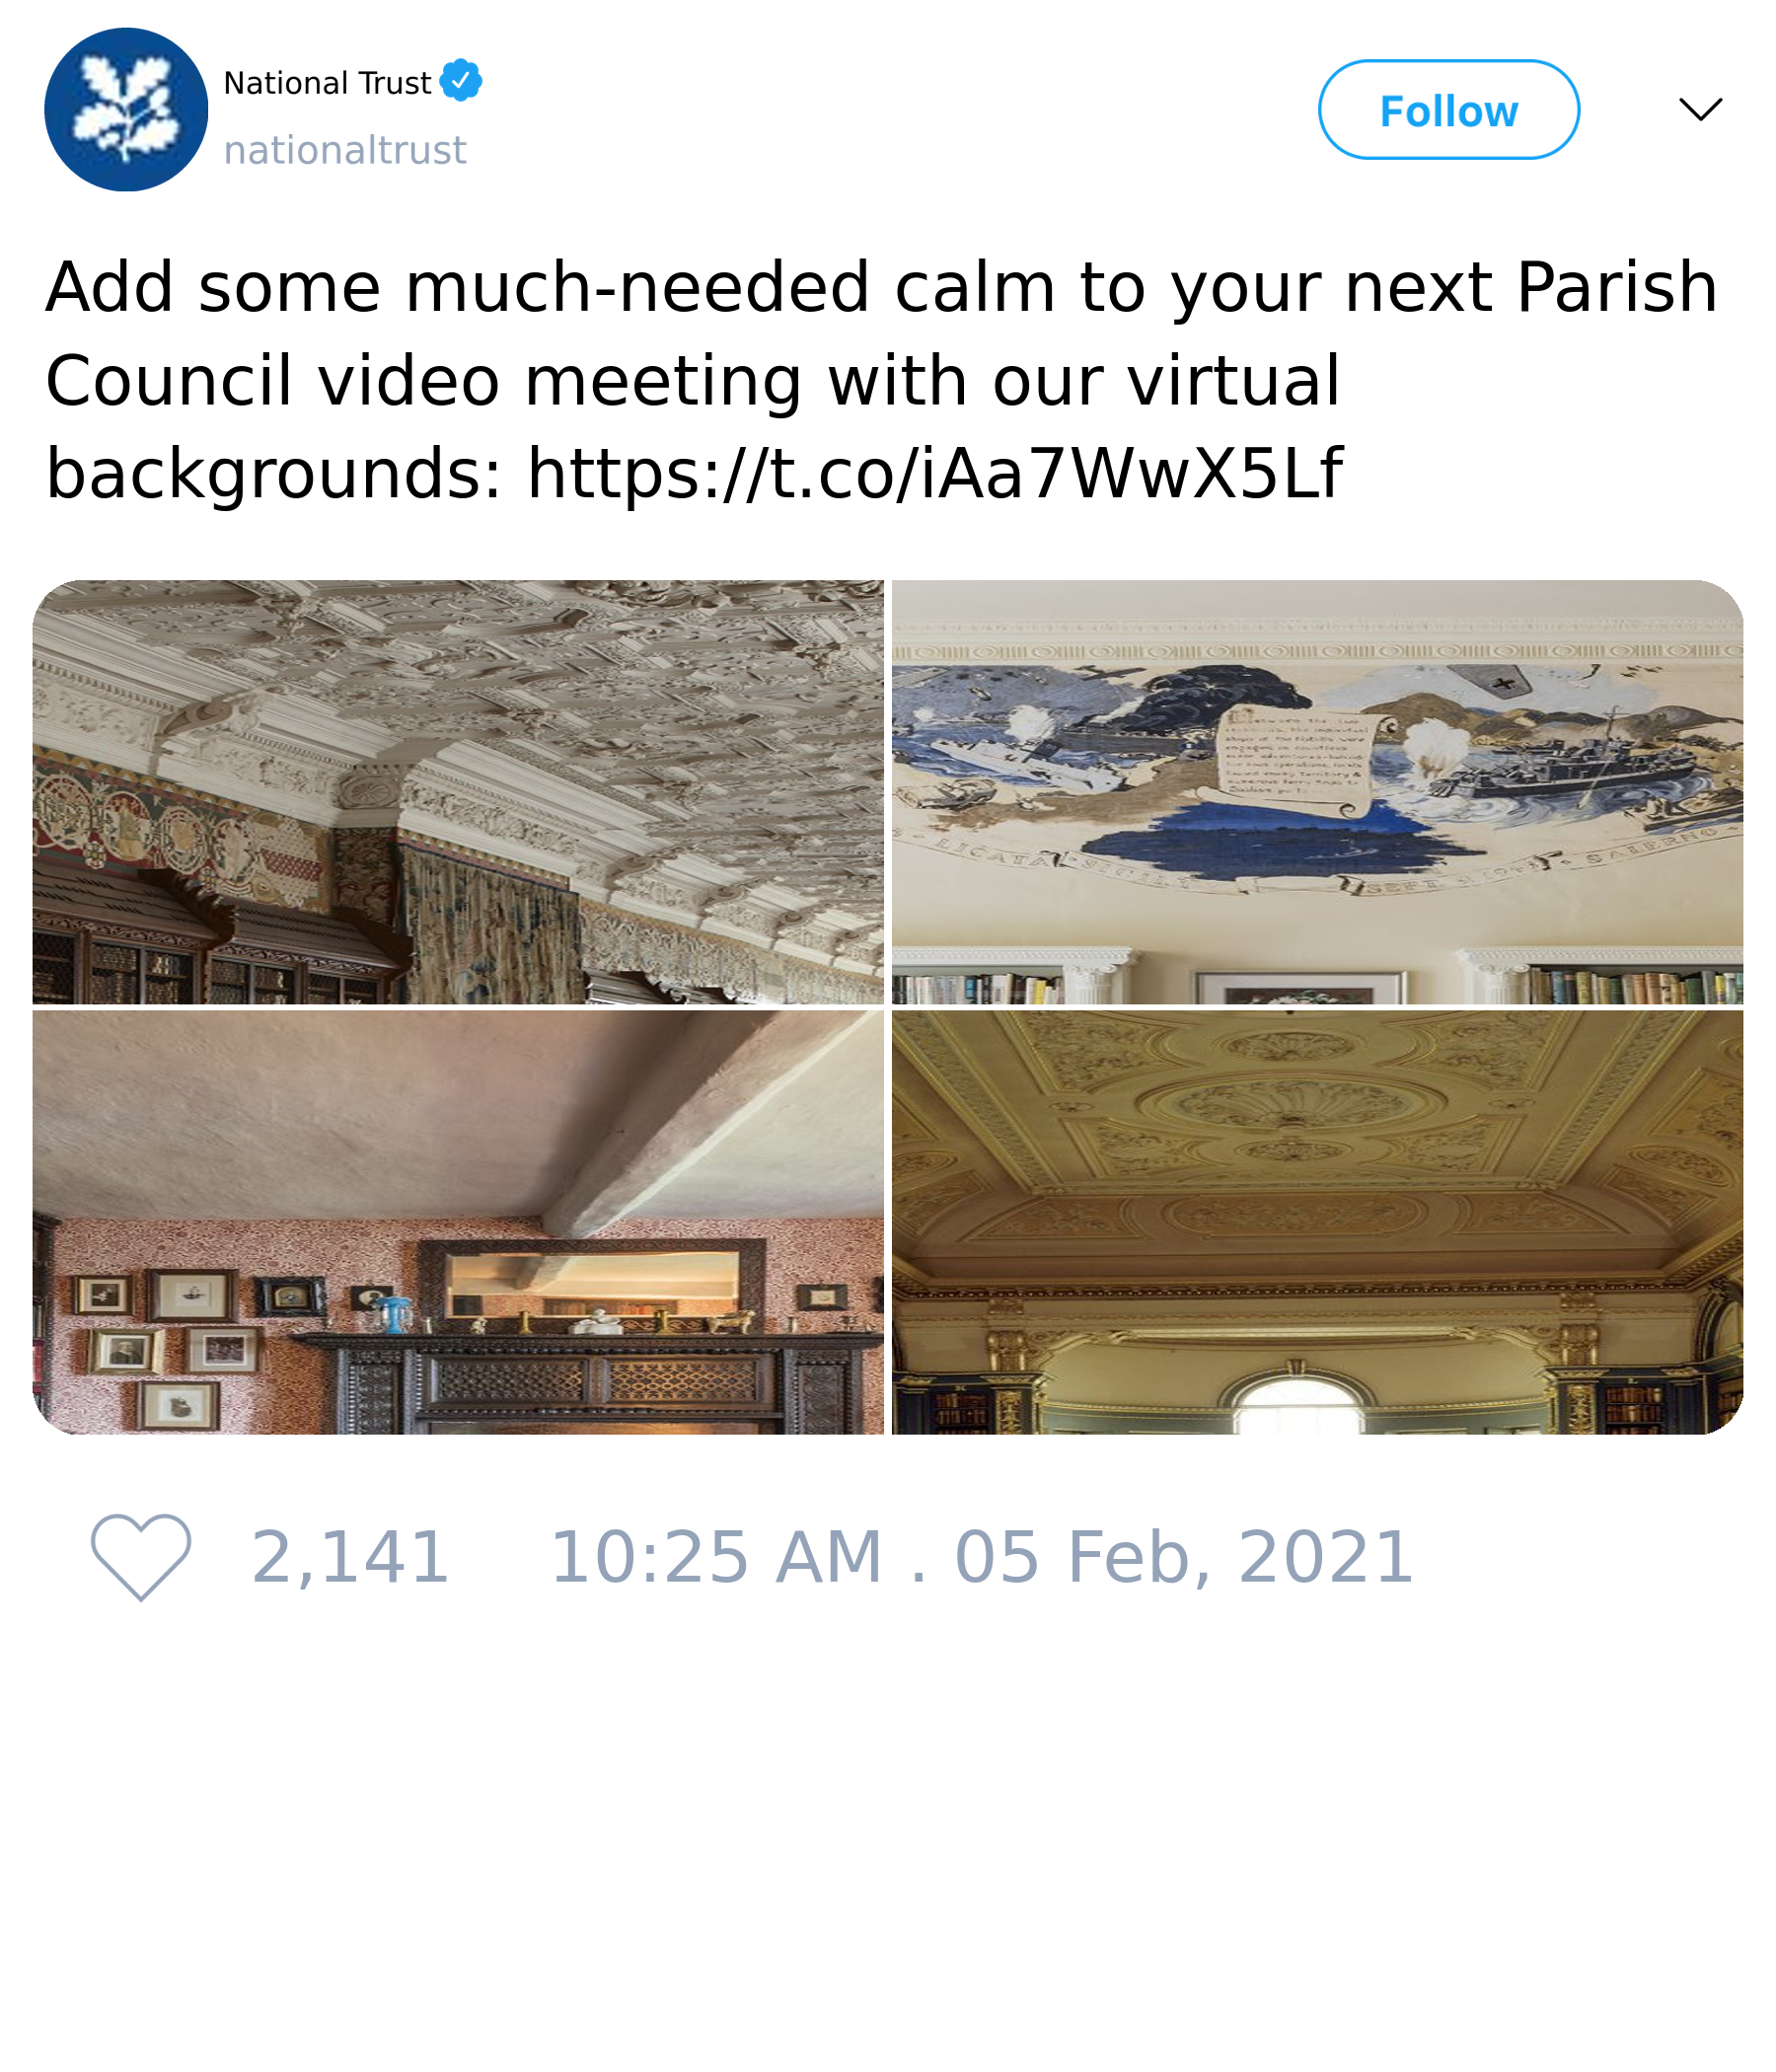 National Trust
nationaltrust
Follow
Add some much-needed calm to your next Parish
Council video meeting with our virtual
backgrounds: https://t.co/iAa7WwX5Lf
LICATA
SICILY
SEPT
SALERNO
2,141 10:25 AM . 05 Feb, 2021